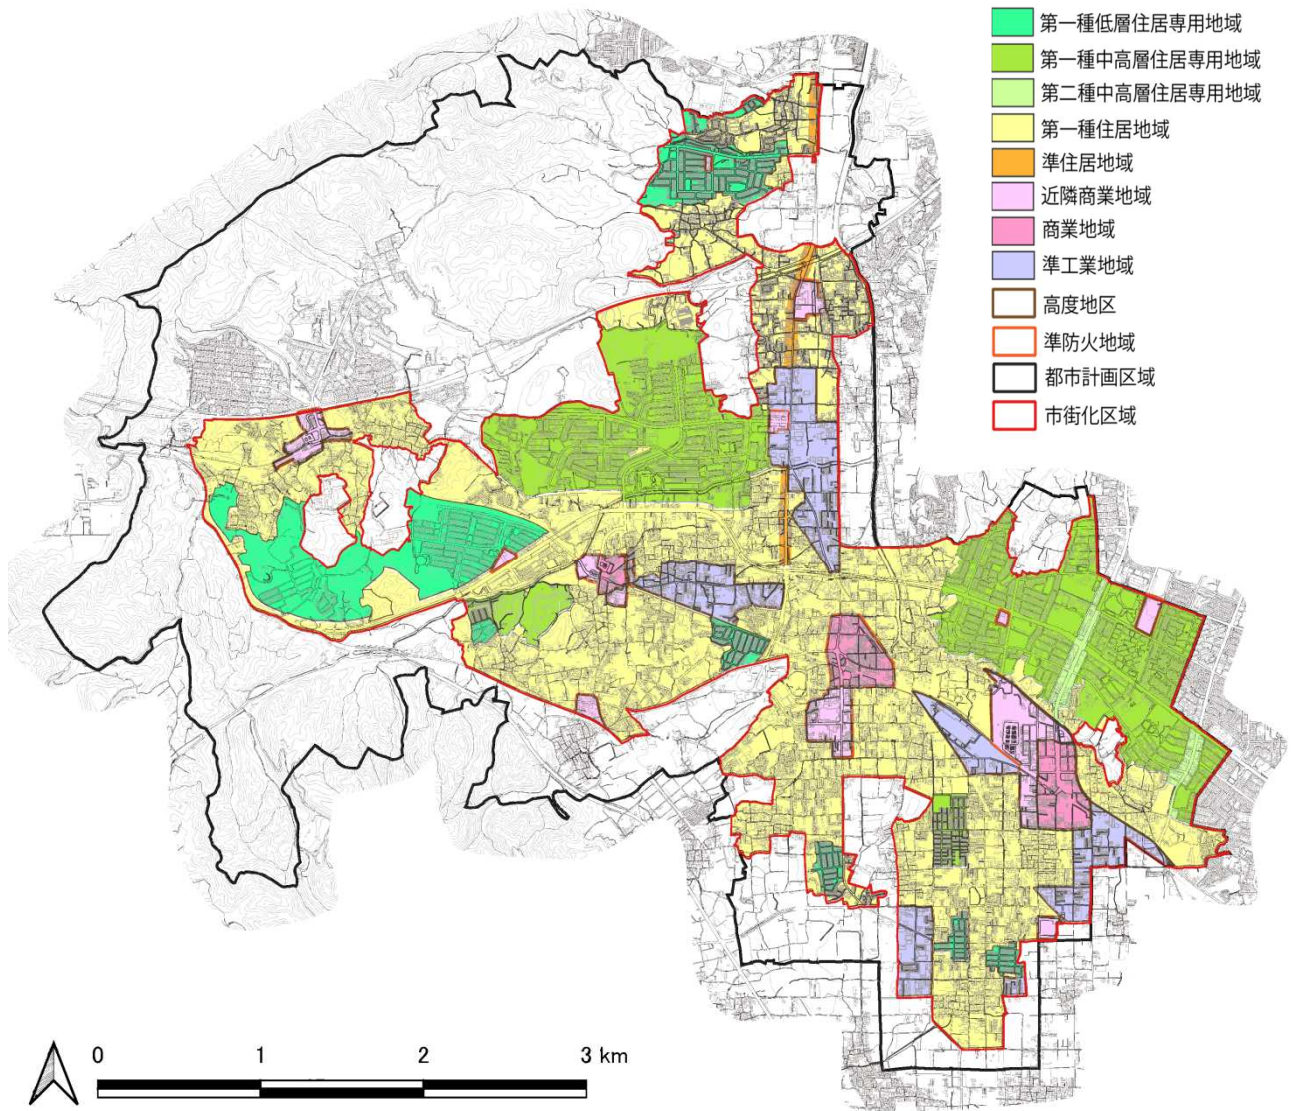 第一種低層住居専用地域
第一種中高層住居専用地域
第二種中高層住居専用地域
第一種住居地域
準住居地域
近隣商業地域
商業地域
準工業地域
高度地区
準防火地域
都市計画区域
市街化区域
0 1 2 3 km